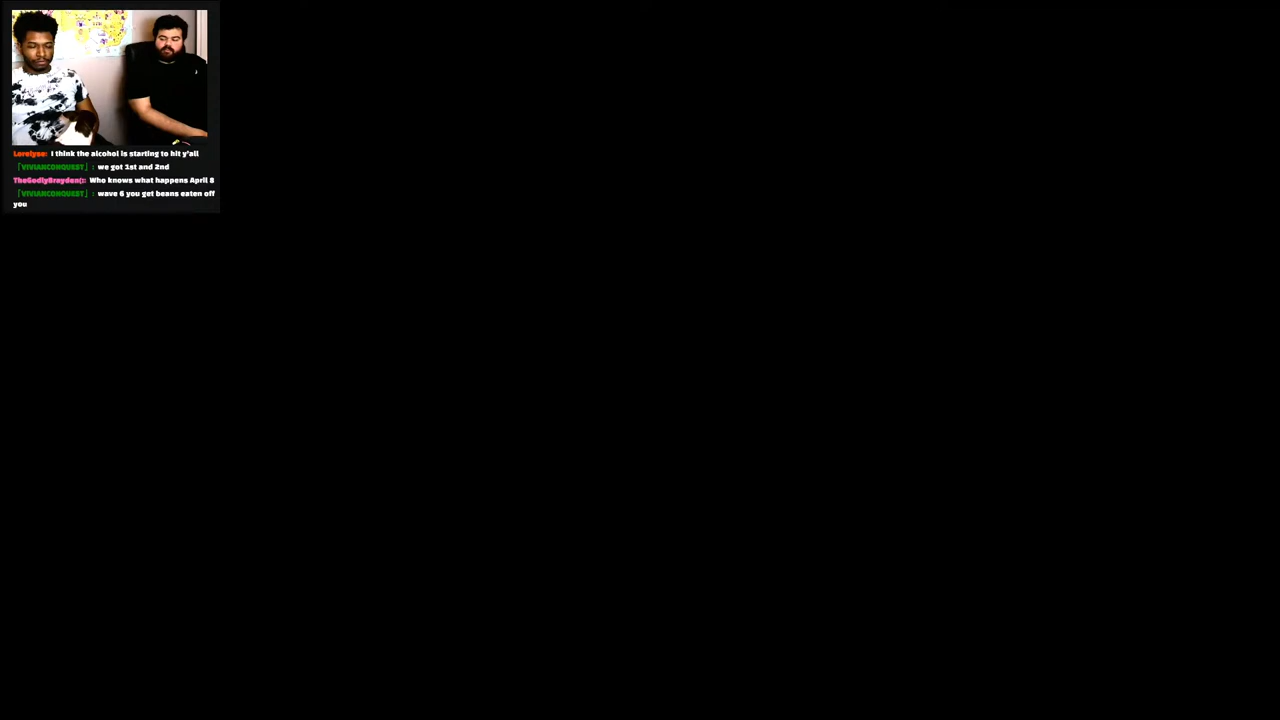 Lorelyse: I think the alcohol is starting to hit y'all
「VIVIANCONQUEST」: we got 1st and 2nd
TheGodlyBrayden(: Who knows what happens April 8
「VIVIANCONQUEST」: wave 6 you get beans eaten off
you